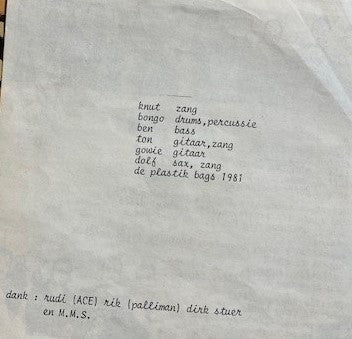 knut zang
bongo drums,percussie
ben bass
ton gitaar,zang
gowie gitaar
dolf sax, zang
de plastik bags 1981
dank : rudi (ACE) rik (palliman) dirk stuer
en M.M.S.